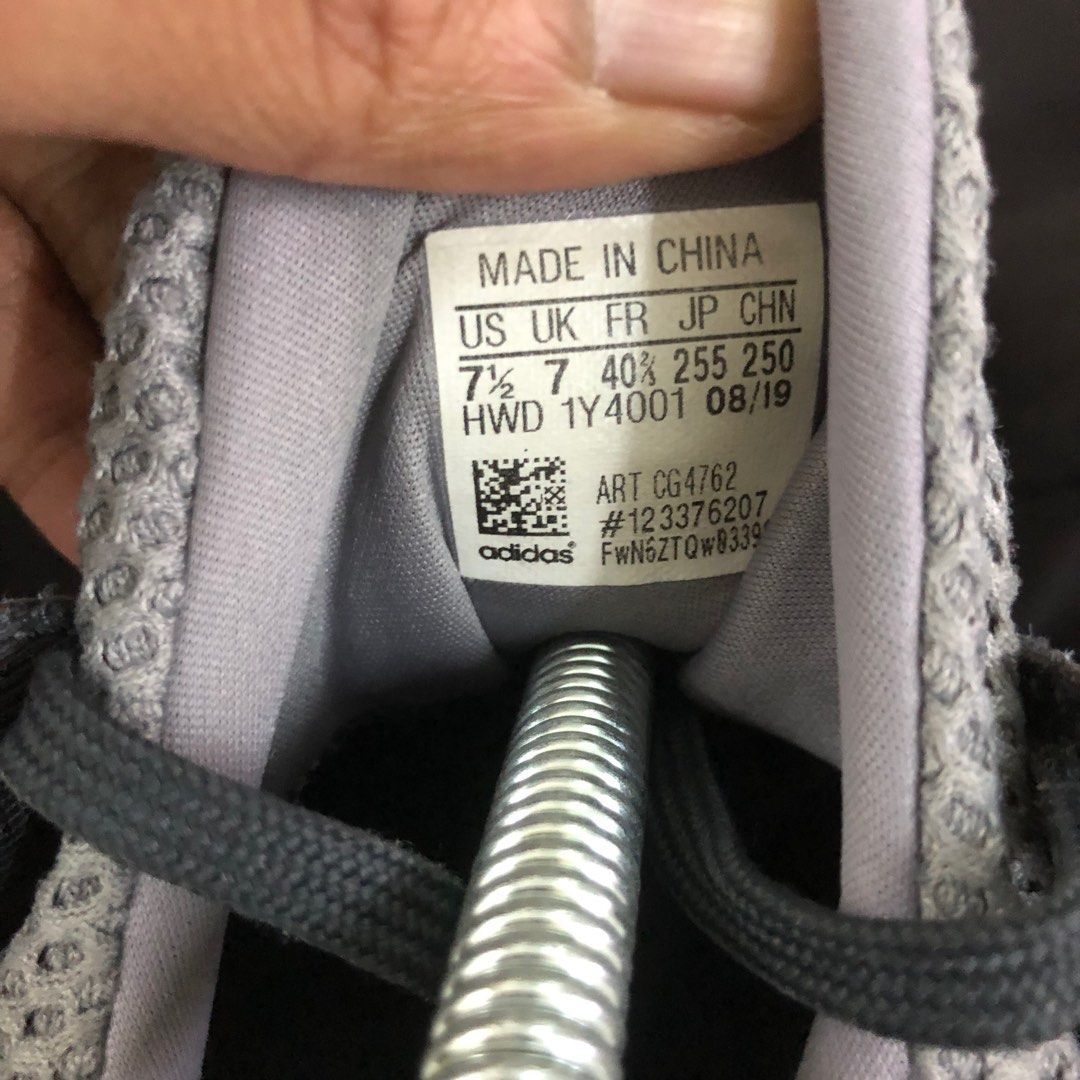 MADE IN CHINA
US UK FR JP CHN
7½ 7 40⅔ 255 250
HWD 1Y4001 08/19
ART CG4762
#123376207
FwN6ZTQw0339
adidas